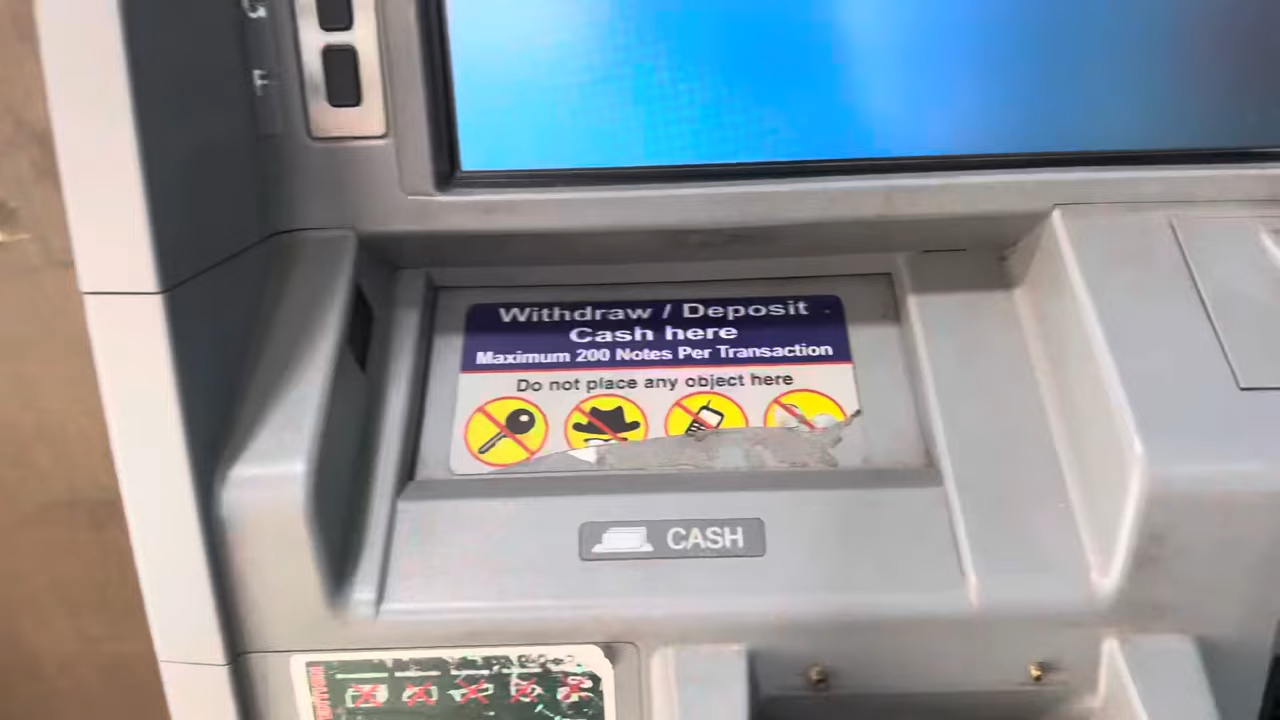 G
F
Withdraw / Deposit
Cash here
Maximum 200 Notes Per Transaction
Do not place any object here
CASH